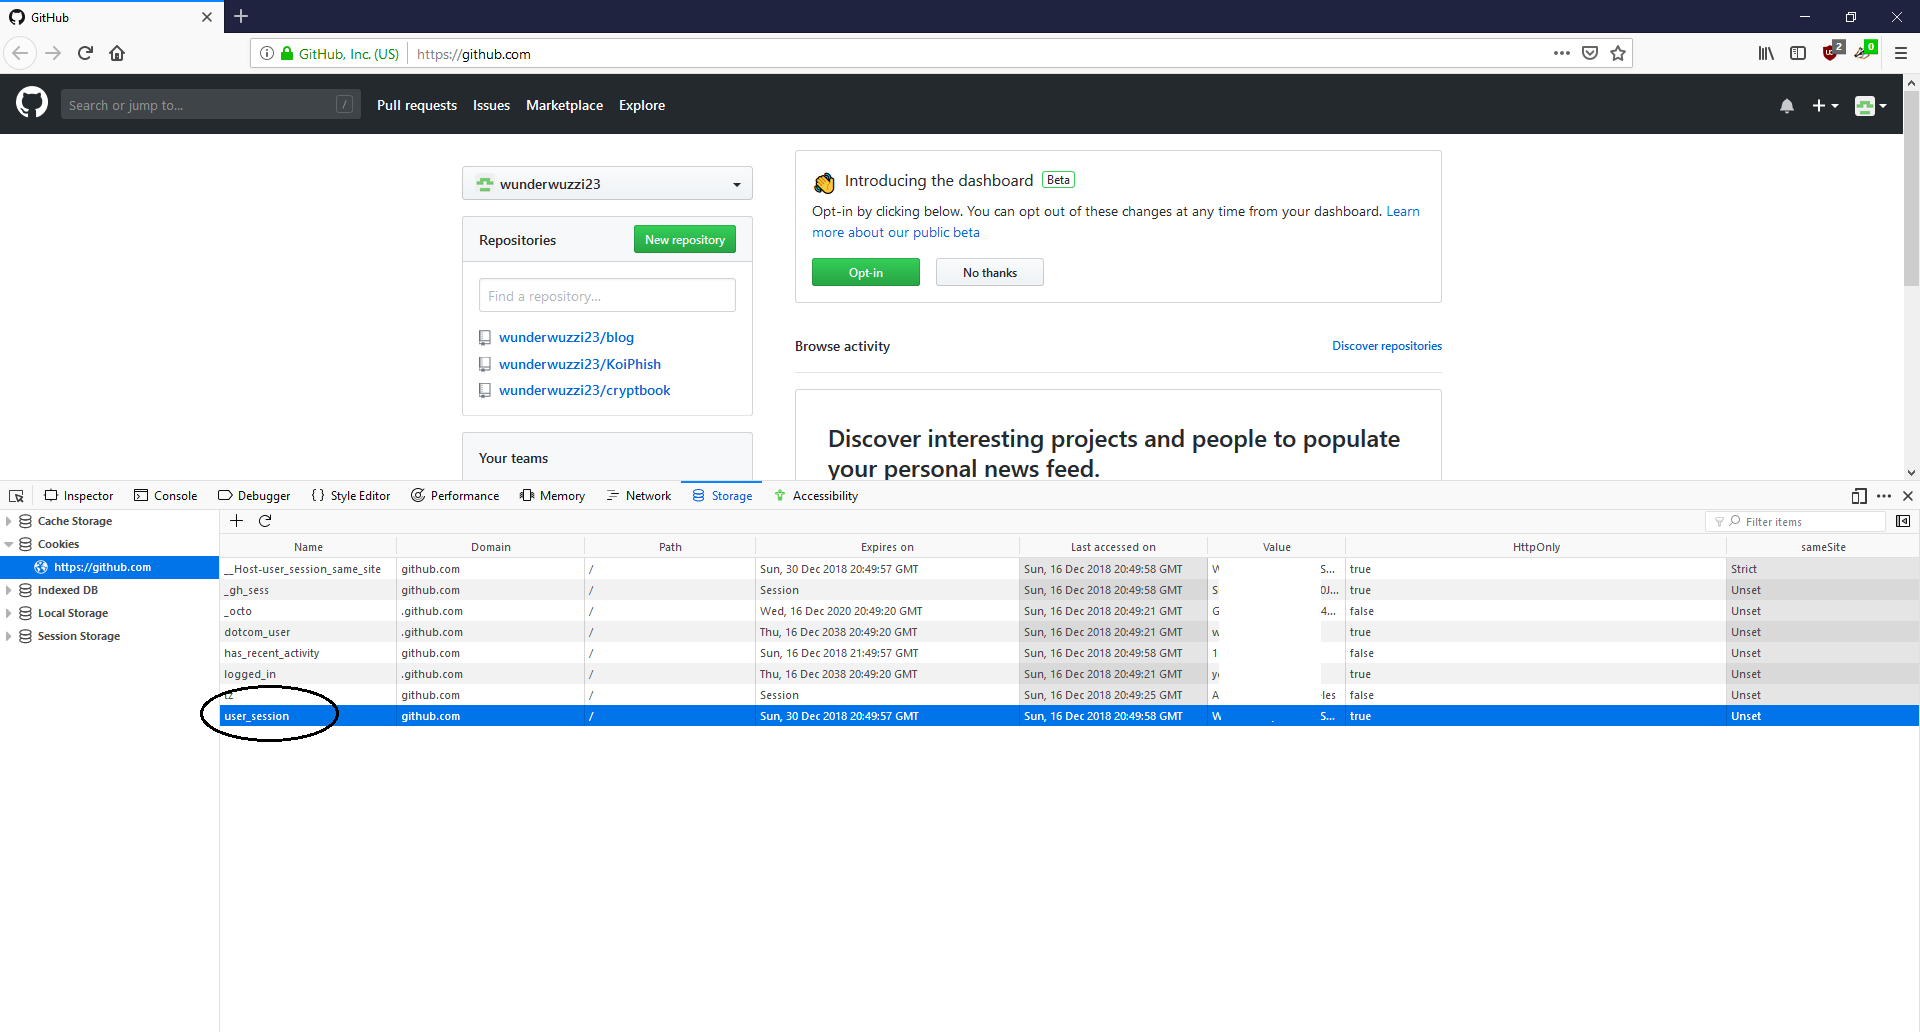 GitHub
GitHub, Inc. (US) https://github.com
2 0
Search or jump to... / Pull requests Issues Marketplace Explore
wunderwuzzi23
Repositories New repository
Find a repository...
wunderwuzzi23/blog
wunderwuzzi23/KoiPhish
wunderwuzzi23/cryptbook
Your teams
Introducing the dashboard Beta
Opt-in by clicking below. You can opt out of these changes at any time from your dashboard. Learn
more about our public beta
Opt-in No thanks
Browse activity Discover repositories
Discover interesting projects and people to populate
your personal news feed.
Inspector Console Debugger Style Editor Performance Memory Network Storage Accessibility
Cache Storage
Cookies
https://github.com
Indexed DB
Local Storage
Session Storage
Filter items
Name Domain Path Expires on Last accessed on Value HttpOnly sameSite
__Host-user_session_same_site github.com / Sun, 30 Dec 2018 20:49:57 GMT Sun, 16 Dec 2018 20:49:58 GMT W S... true Strict
_gh_sess github.com / Session Sun, 16 Dec 2018 20:49:58 GMT S 0J... true Unset
_octo .github.com / Wed, 16 Dec 2020 20:49:20 GMT Sun, 16 Dec 2018 20:49:21 GMT G 4... false Unset
dotcom_user .github.com / Thu, 16 Dec 2038 20:49:20 GMT Sun, 16 Dec 2018 20:49:21 GMT w true Unset
has_recent_activity github.com / Sun, 16 Dec 2018 21:49:57 GMT Sun, 16 Dec 2018 20:49:58 GMT 1 false Unset
logged_in .github.com / Thu, 16 Dec 2038 20:49:20 GMT Sun, 16 Dec 2018 20:49:21 GMT y true Unset
tz github.com / Session Sun, 16 Dec 2018 20:49:25 GMT A les false Unset
user_session github.com / Sun, 30 Dec 2018 20:49:57 GMT Sun, 16 Dec 2018 20:49:58 GMT W S... true Unset